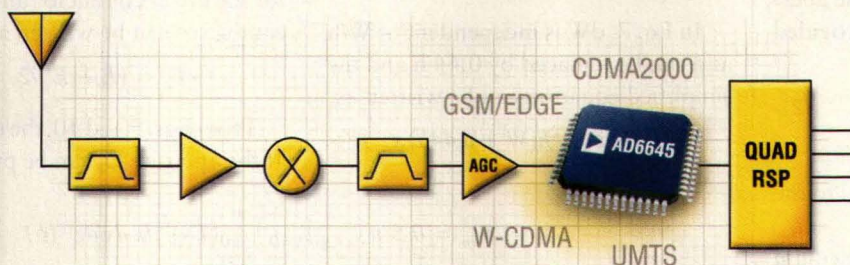 CDMA2000
GSM/EDGE
AD6645
AGC
QUAD
RSP
W-CDMA
UMTS